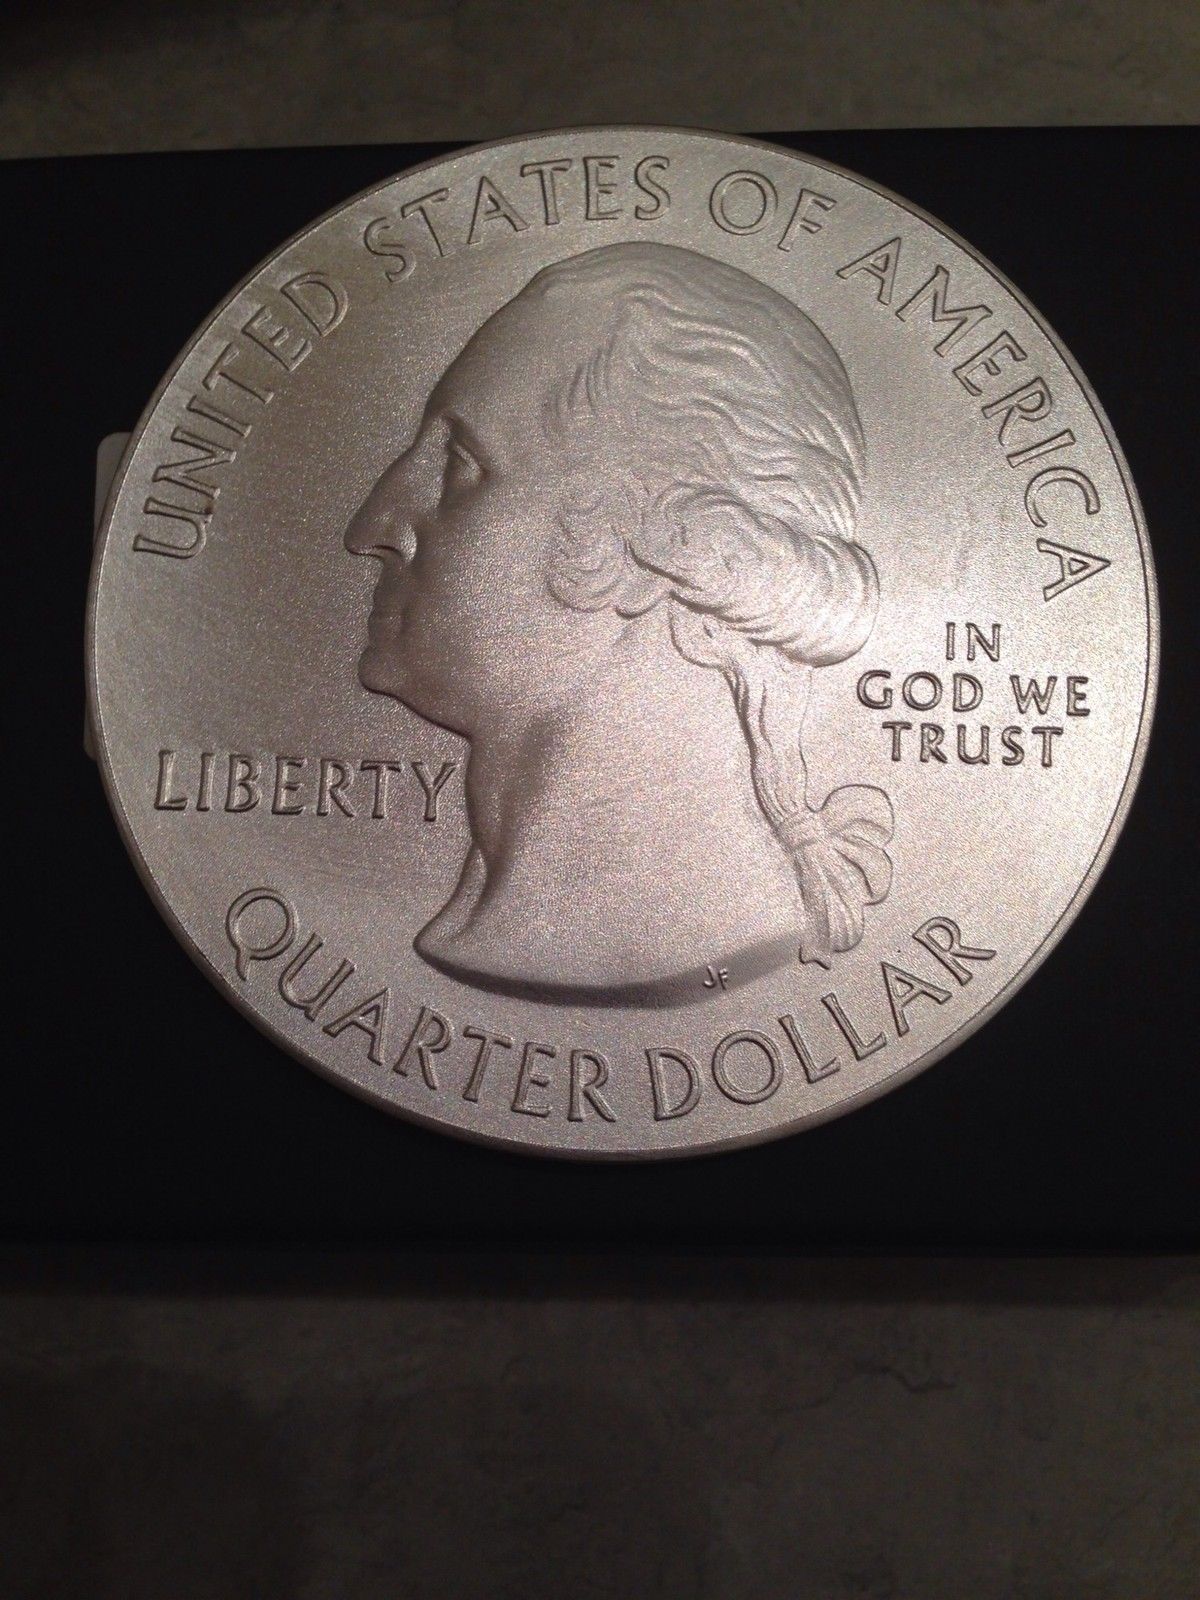 UNITED STATES OF AMERICA
IN
GOD WE
TRUST
LIBERTY
JF
QUARTER DOLLAR